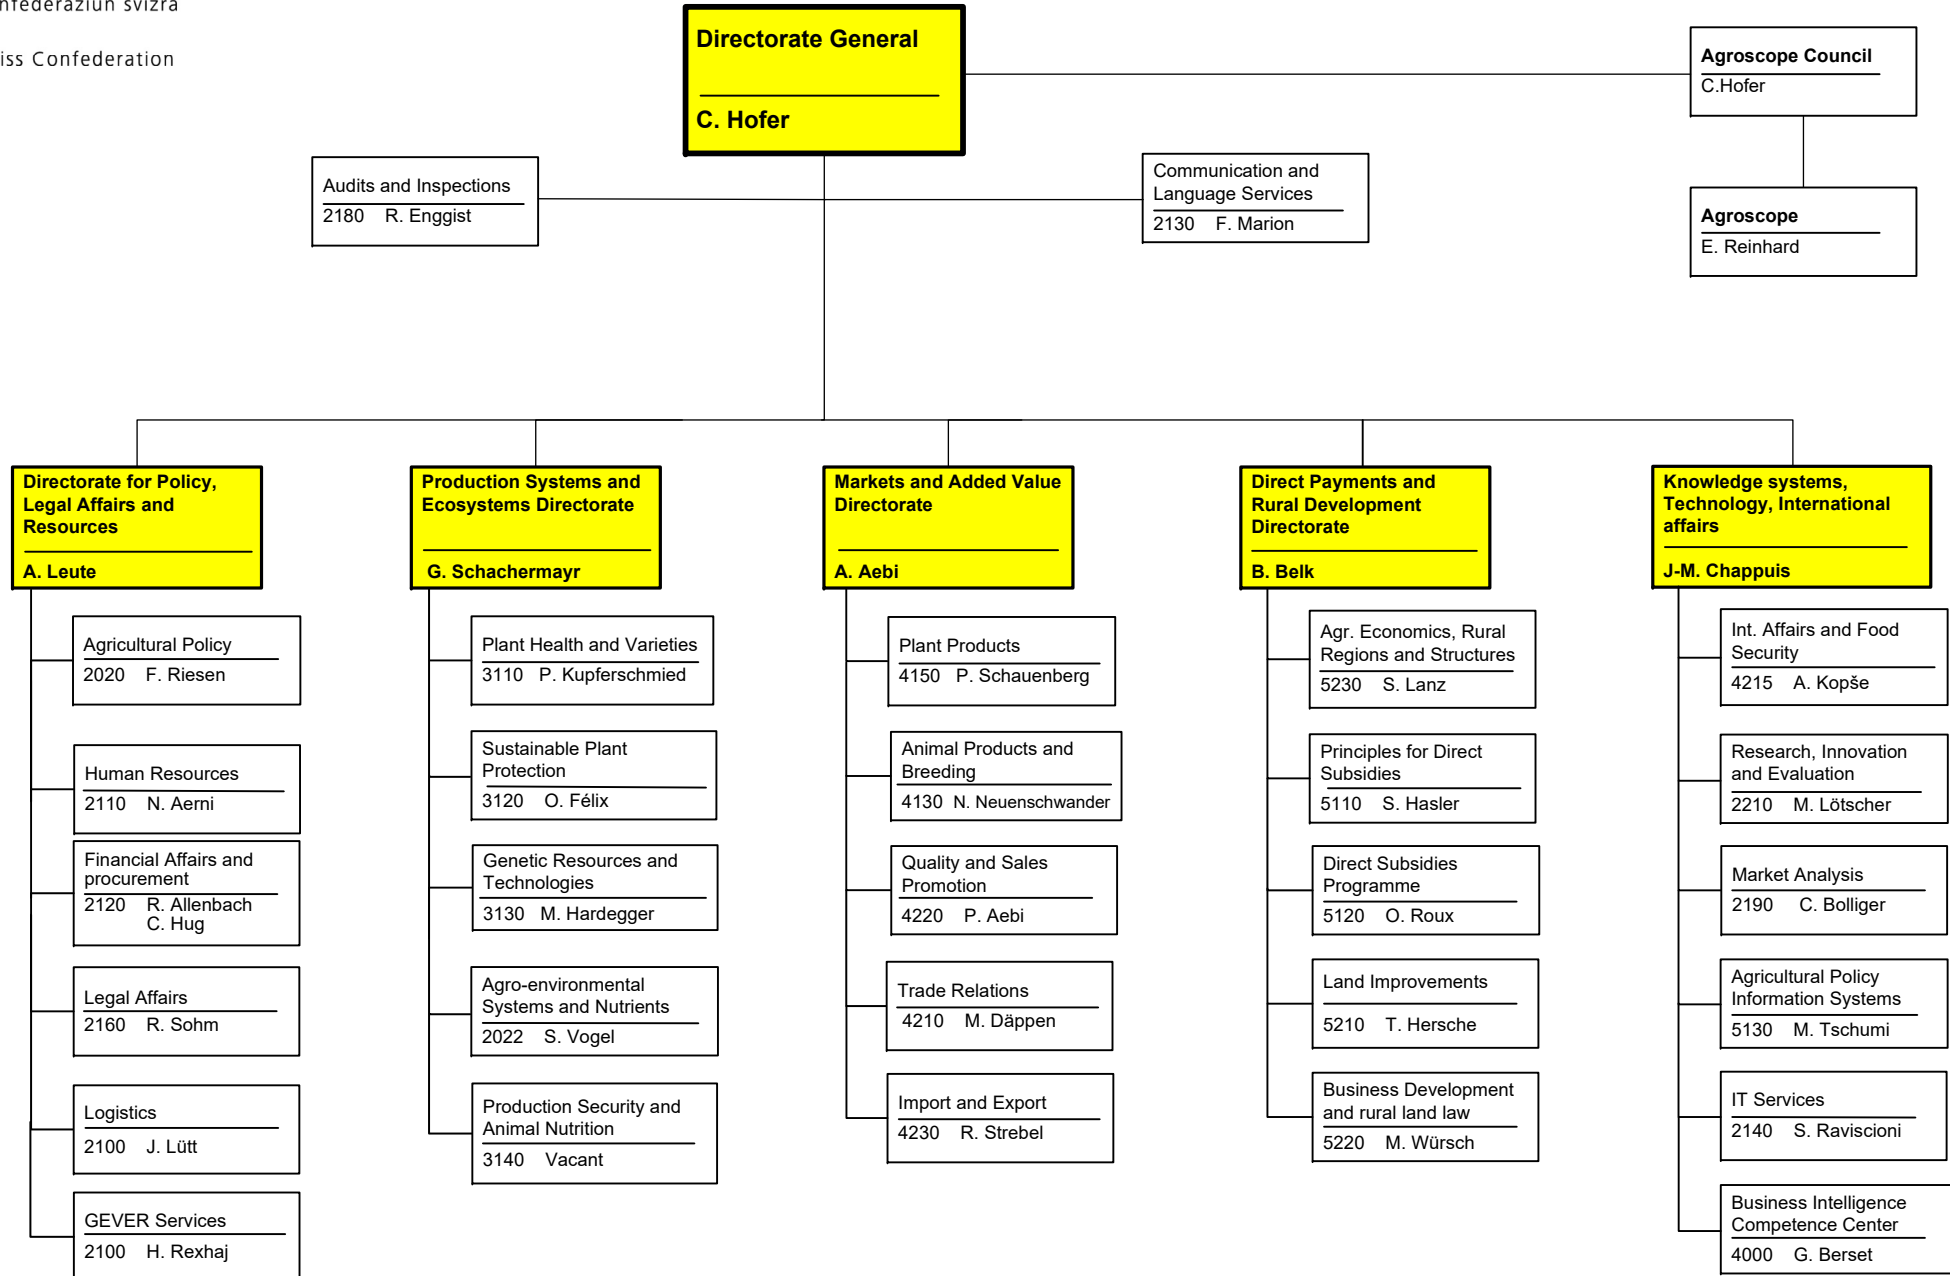 nfederaziun svizra
iss Confederation
Directorate General
C. Hofer
Agroscope Council
C.Hofer
Audits and Inspections
2180 R. Enggist
Communication and
Language Services
2130 F. Marion
Agroscope
E. Reinhard
Directorate for Policy,
Legal Affairs and
Resources
A. Leute
Agricultural Policy
2020 F. Riesen
Human Resources
2110 N. Aerni
Financial Affairs and
procurement
2120 R. Allenbach
C. Hug
Legal Affairs
2160 R. Sohm
Logistics
2100 J. Lütt
GEVER Services
2100 H. Rexhaj
Production Systems and
Ecosystems Directorate
G. Schachermayr
Plant Health and Varieties
3110 P. Kupferschmied
Sustainable Plant
Protection
3120 O. Félix
Genetic Resources and
Technologies
3130 M. Hardegger
Agro-environmental
Systems and Nutrients
2022 S. Vogel
Production Security and
Animal Nutrition
3140 Vacant
Markets and Added Value
Directorate
A. Aebi
Plant Products
4150 P. Schauenberg
Animal Products and
Breeding
4130 N. Neuenschwander
Quality and Sales
Promotion
4220 P. Aebi
Trade Relations
4210 M. Däppen
Import and Export
4230 R. Strebel
Direct Payments and
Rural Development
Directorate
B. Belk
Agr. Economics, Rural
Regions and Structures
5230 S. Lanz
Principles for Direct
Subsidies
5110 S. Hasler
Direct Subsidies
Programme
5120 O. Roux
Land Improvements
5210 T. Hersche
Business Development
and rural land law
5220 M. Würsch
Knowledge systems,
Technology, International
affairs
J-M. Chappuis
Int. Affairs and Food
Security
4215 A. Kopše
Research, Innovation
and Evaluation
2210 M. Lötscher
Market Analysis
2190 C. Bolliger
Agricultural Policy
Information Systems
5130 M. Tschumi
IT Services
2140 S. Raviscioni
Business Intelligence
Competence Center
4000 G. Berset